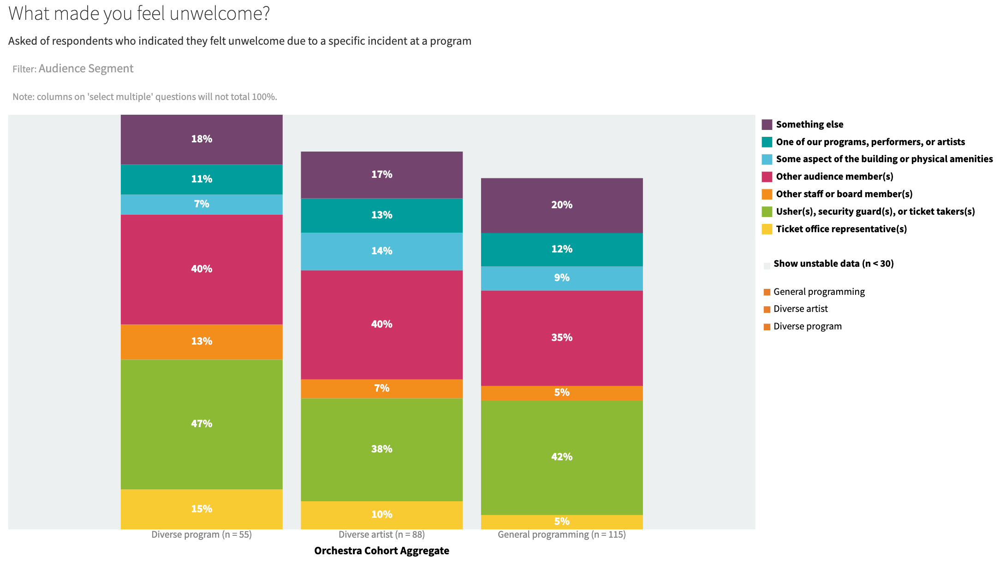 What made you feel unwelcome?
Asked of respondents who indicated they felt unwelcome due to a specific incident at a program
Filter: Audience Segment
Note: columns on 'select multiple' questions will not total 100%.
18%
11%
7%
40%
13%
47%
15%
Diverse program (n = 55)
17%
13%
14%
40%
7%
38%
10%
Diverse artist (n = 88)
20%
12%
9%
35%
5%
42%
5%
General programming (n = 115)
Orchestra Cohort Aggregate
Something else
One of our programs, performers, or artists
Some aspect of the building or physical amenities
Other audience member(s)
Other staff or board member(s)
Usher(s), security guard(s), or ticket takers(s)
Ticket office representative(s)
Show unstable data (n < 30)
General programming
Diverse artist
Diverse program